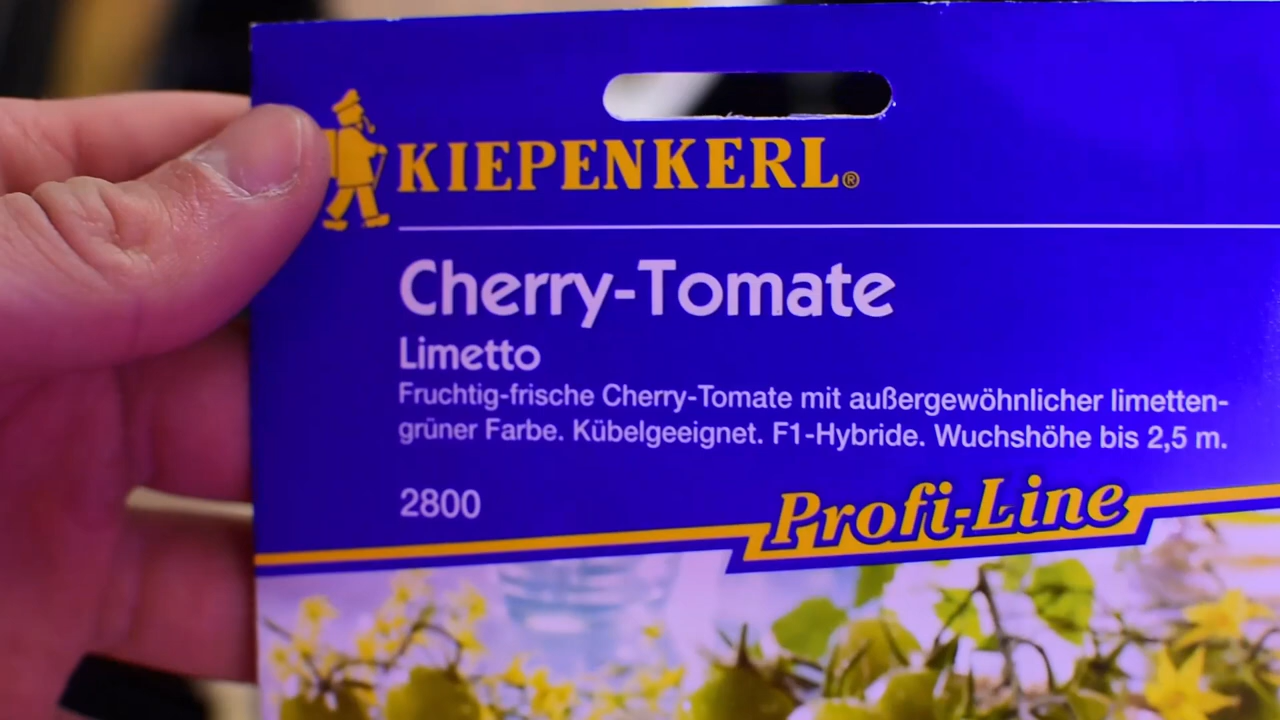 KIEPENKERL®
Cherry-Tomate
Limetto
Fruchtig-frische Cherry-Tomate mit außergewöhnlicher limetten-
grüner Farbe. Kübelgeeignet. F1-Hybride. Wuchshöhe bis 2,5 m.
2800
Profi-Line